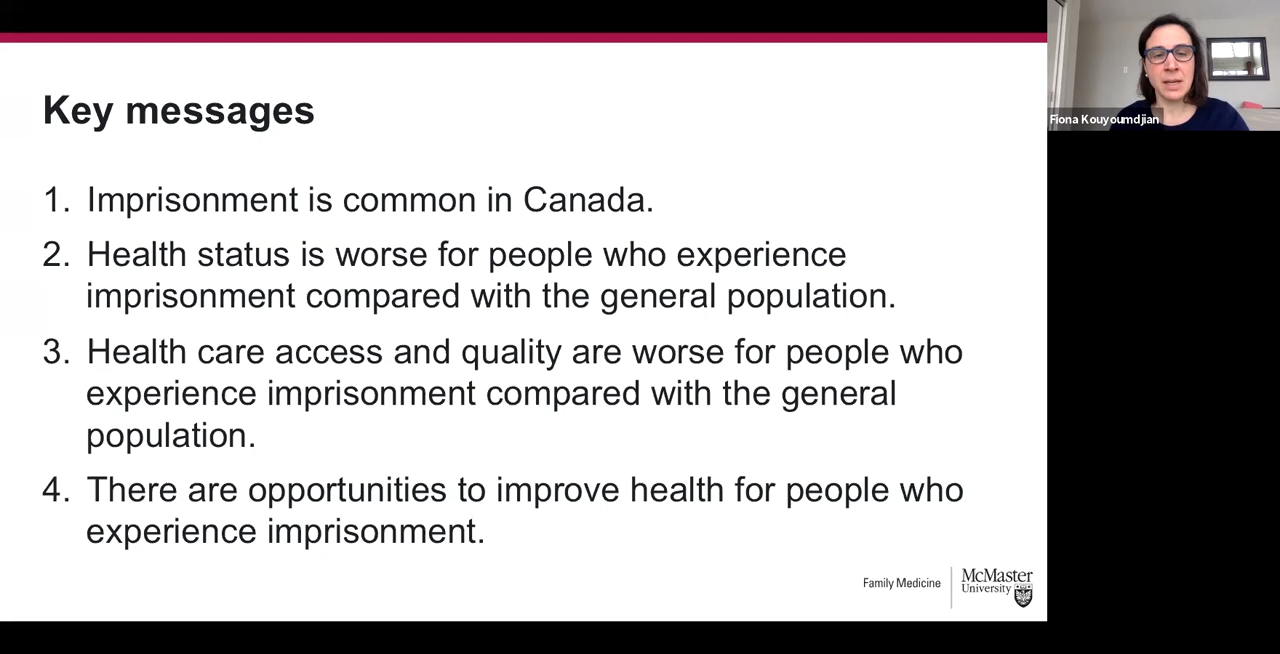 Key messages
1. Imprisonment is common in Canada.
2. Health status is worse for people who experience
imprisonment compared with the general population.
3. Health care access and quality are worse for people who
experience imprisonment compared with the general
population.
4. There are opportunities to improve health for people who
experience imprisonment.
Family Medicine
McMaster
University
Fiona Kouyoumdjian